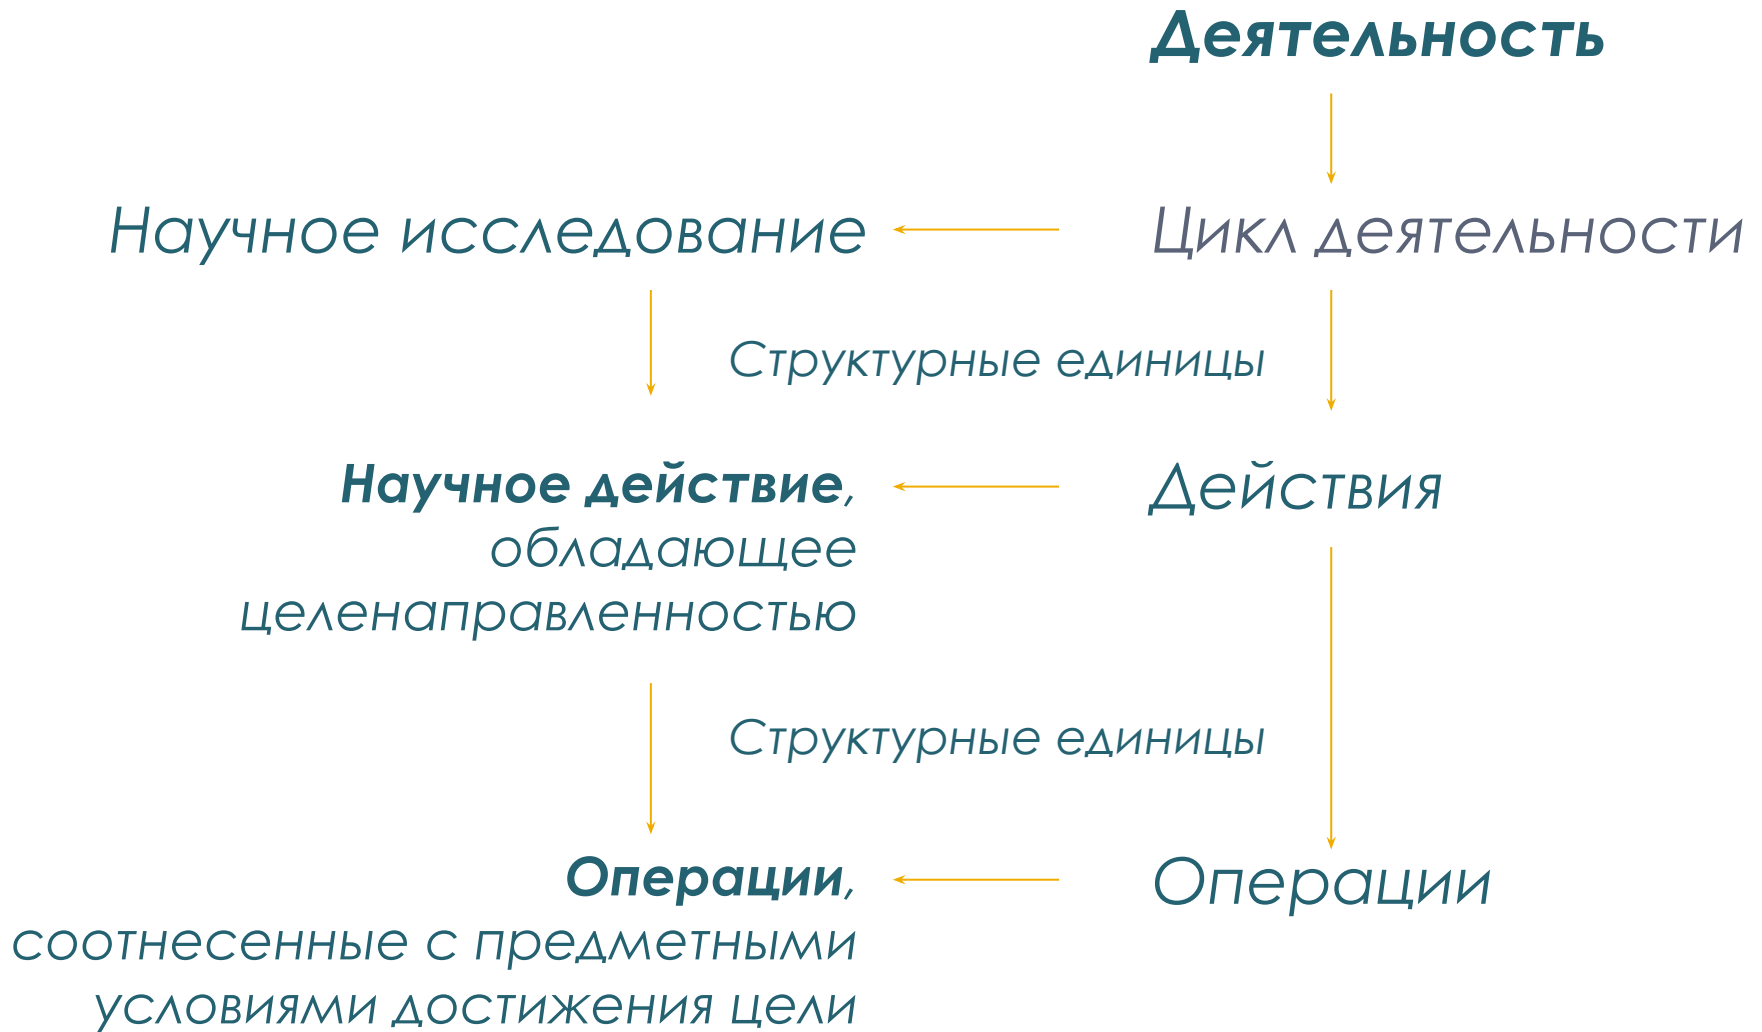 Деятельность
Научное исследование
Цикл деятельности
Структурные единицы
Научное действие,
обладающее
целенаправленностью
Действия
Структурные единицы
Операции,
соотнесенные с предметными
условиями достижения цели
Операции